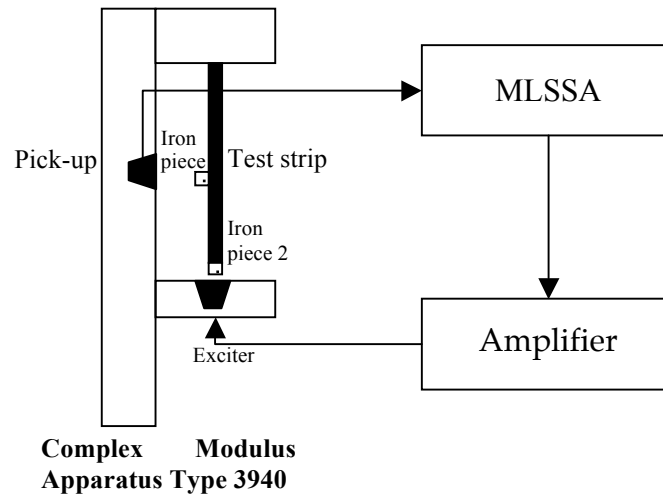 MLSSA
Iron
piece
Pick-up
Test strip
Iron
piece 2
Exciter
Amplifier
Complex Modulus
Apparatus Type 3940